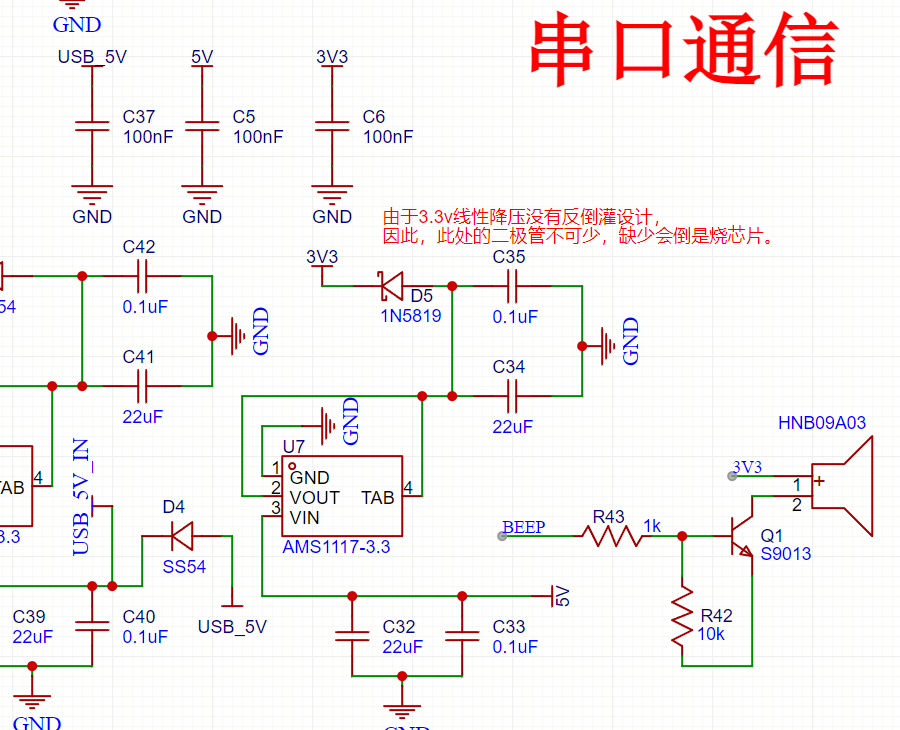 GND
串口通信
USB_5V
5V
3V3
C37
100nF
C5
100nF
C6
100nF
GND
GND
GND
由于3.3v线性降压没有反倒灌设计，
因此，此处的二极管不可少，缺少会倒是烧芯片。
C42
0.1uF
54
GND
C41
22uF
3V3
D5
1N5819
C35
0.1uF
GND
C34
22uF
4
TAB
3.3
USB_5V_IN
D4
SS54
USB_5V
GND
U7
1
GND
2
VOUT
TAB
4
3
VIN
AMS1117-3.3
HNB09A03
3V3
1
+
2
BEEP
R43
1k
Q1
S9013
R42
10k
5V
C39
22uF
C40
0.1uF
C32
22uF
C33
0.1uF
GND